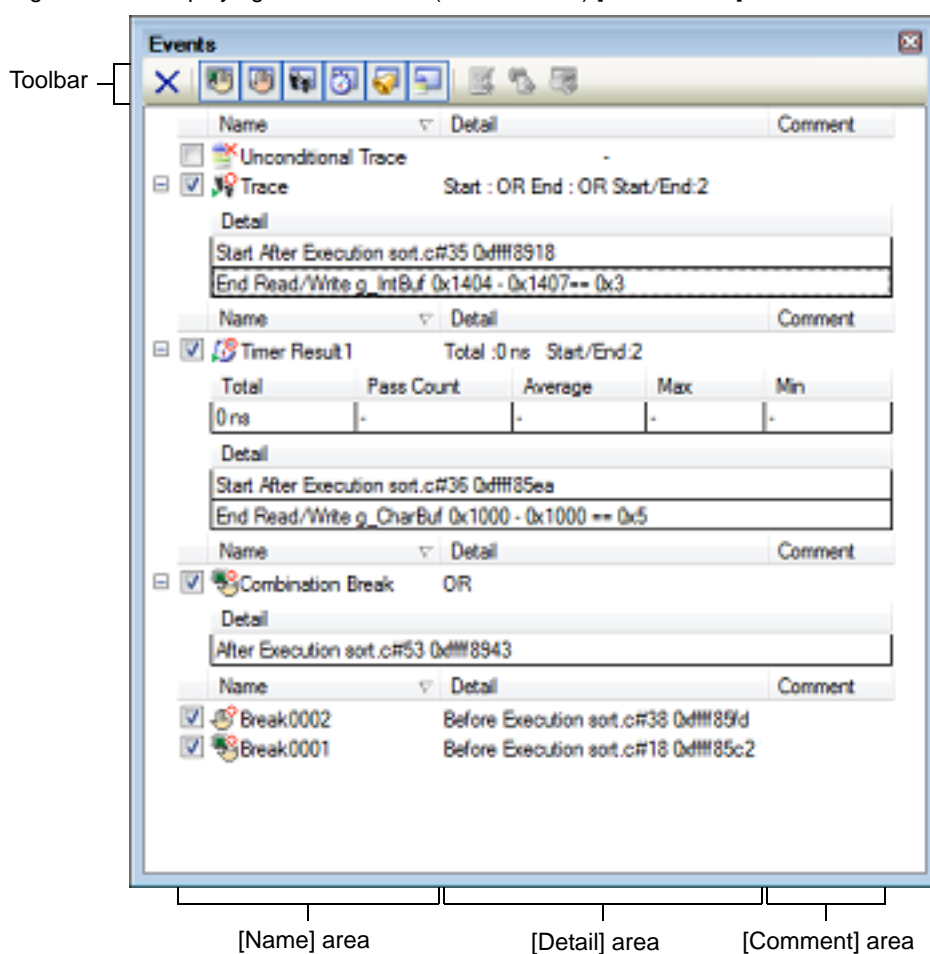 Events
Toolbar
Name Detail Comment
Unconditional Trace -
Trace Start : OR End : OR Start/End:2
Detail
Start After Execution sort.c#35 0xffff8918
End Read/Write g_IntBuf 0x1404 - 0x1407== 0x3
Name Detail Comment
Timer Result1 Total :0 ns Start/End:2
Total Pass Count Average Max Min
0 ns - - - -
Detail
Start After Execution sort.c#36 0xffff85ea
End Read/Write g_CharBuf 0x1000 - 0x1000 == 0x5
Name Detail Comment
Combination Break OR
Detail
After Execution sort.c#53 0xffff8943
Name Detail Comment
Break0002 Before Execution sort.c#38 0xffff85fd
Break0001 Before Execution sort.c#18 0xffff85c2
[Name] area [Detail] area [Comment] area